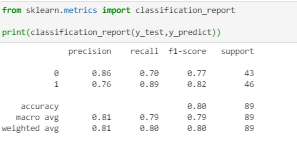 from sklearn.metrics import classification_report
print(classification_report(y_test,y_predict))
precision recall f1-score support
0 0.86 0.70 0.77 43
1 0.76 0.89 0.82 46
accuracy 0.80 89
macro avg 0.81 0.79 0.79 89
weighted avg 0.81 0.80 0.80 89